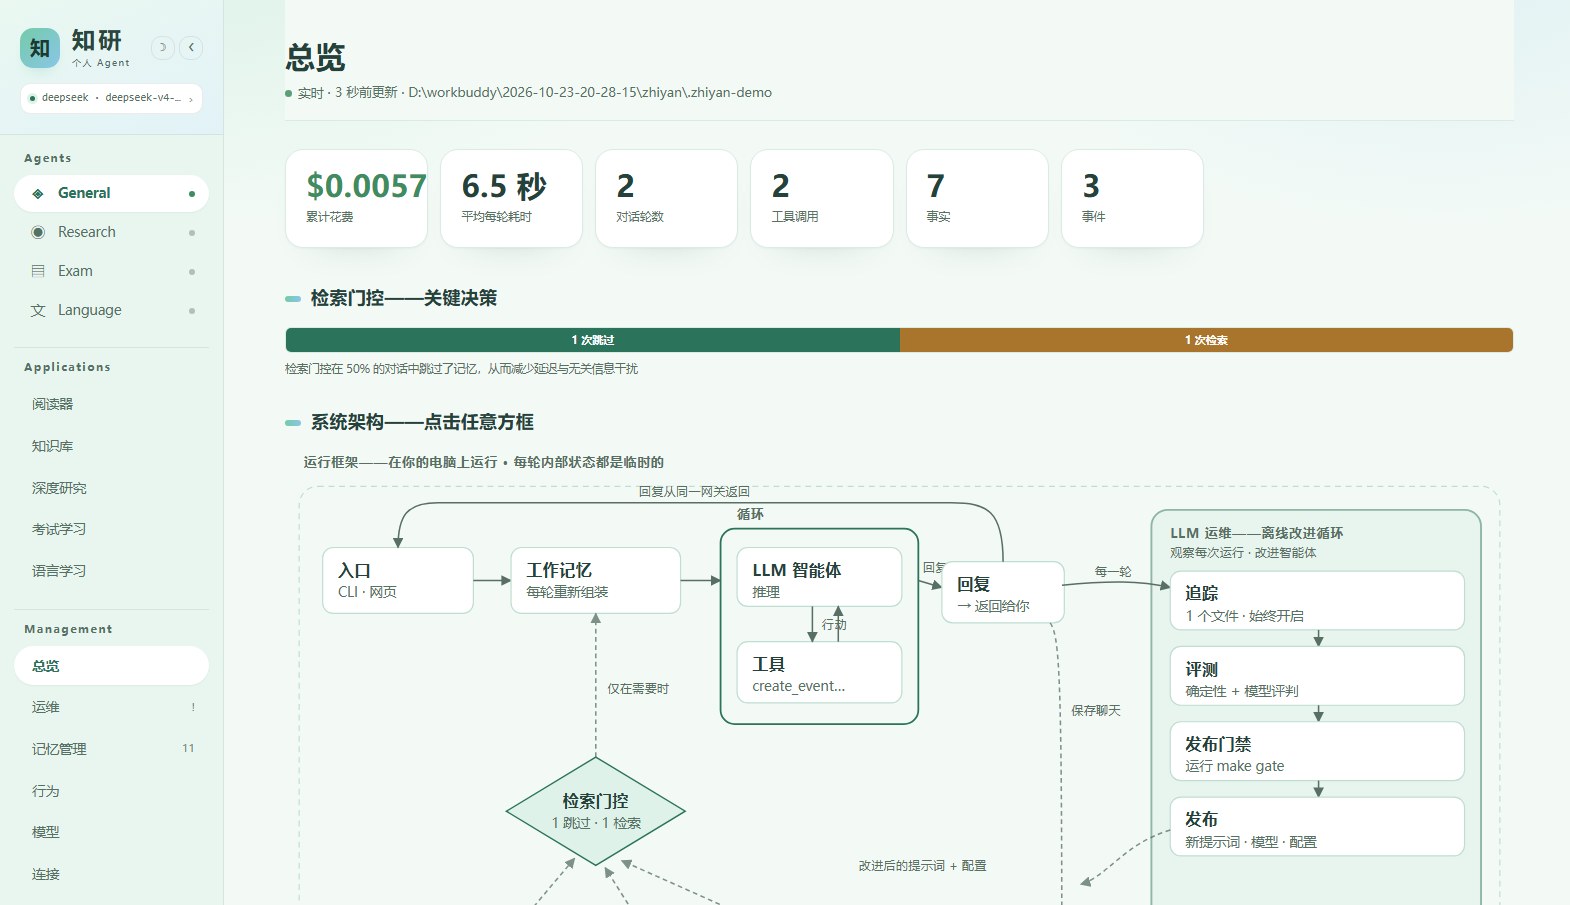 知
知研
个人 Agent
☽
‹
deepseek · deepseek-v4-… ›
Agents
◈ General
◉ Research
▤ Exam
文 Language
Applications
阅读器
知识库
深度研究
考试学习
语言学习
Management
总览
运维 !
记忆管理 11
行为
模型
连接
总览
实时 · 3 秒前更新 · D:\workbuddy\2026-10-23-20-28-15\zhiyan\.zhiyan-demo
$0.0057
累计花费
6.5 秒
平均每轮耗时
2
对话轮数
2
工具调用
7
事实
3
事件
检索门控——关键决策
1 次跳过
1 次检索
检索门控在 50% 的对话中跳过了记忆，从而减少延迟与无关信息干扰
系统架构——点击任意方框
运行框架——在你的电脑上运行 • 每轮内部状态都是临时的
回复从同一网关返回
循环
入口
CLI · 网页
工作记忆
每轮重新组装
LLM 智能体
推理
行动
工具
create_event…
回复
回复
→ 返回给你
每一轮
仅在需要时
保存聊天
检索门控
1 跳过 · 1 检索
改进后的提示词 + 配置
LLM 运维——离线改进循环
观察每次运行 · 改进智能体
追踪
1 个文件 · 始终开启
评测
确定性 + 模型评判
发布门禁
运行 make gate
发布
新提示词 · 模型 · 配置